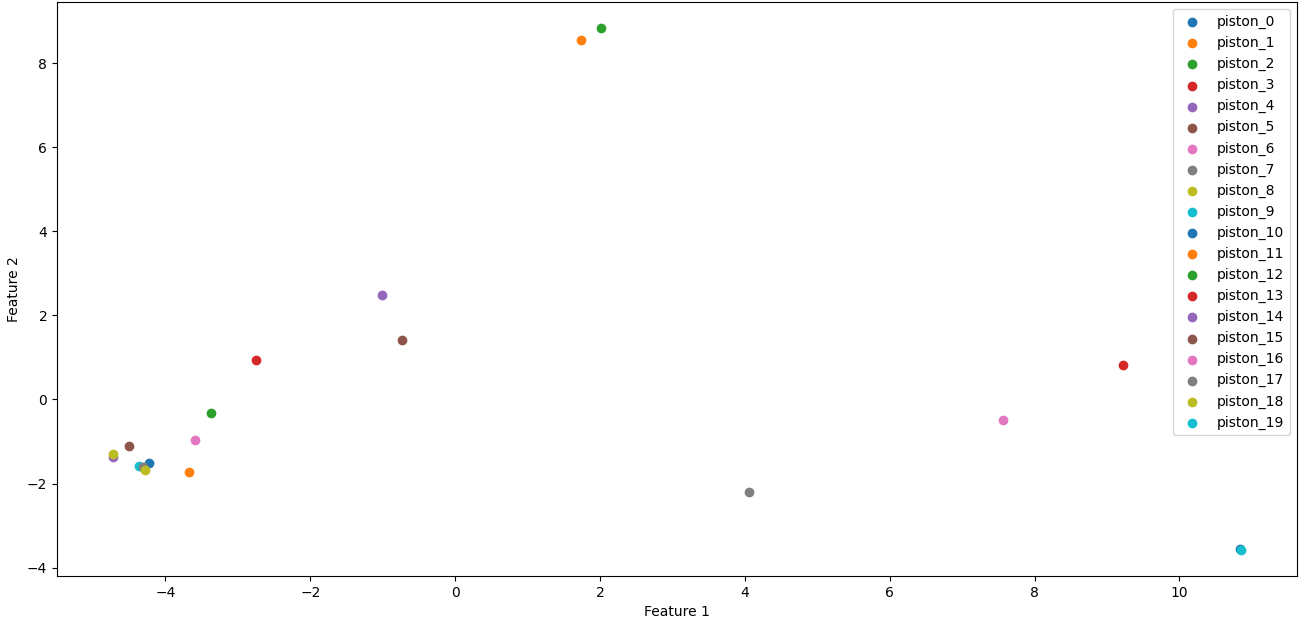 8
6
4
2
0
−2
−4
Feature 2
−4
−2
0
2
4
6
8
10
Feature 1
piston_0
piston_1
piston_2
piston_3
piston_4
piston_5
piston_6
piston_7
piston_8
piston_9
piston_10
piston_11
piston_12
piston_13
piston_14
piston_15
piston_16
piston_17
piston_18
piston_19